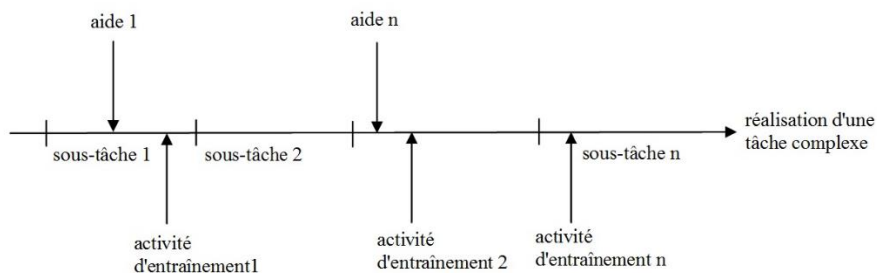 aide 1
aide n
réalisation d'une
tâche complexe
sous-tâche 1
sous-tâche 2
sous-tâche n
activité
d'entraînement1
activité
d'entraînement 2
activité
d'entraînement n